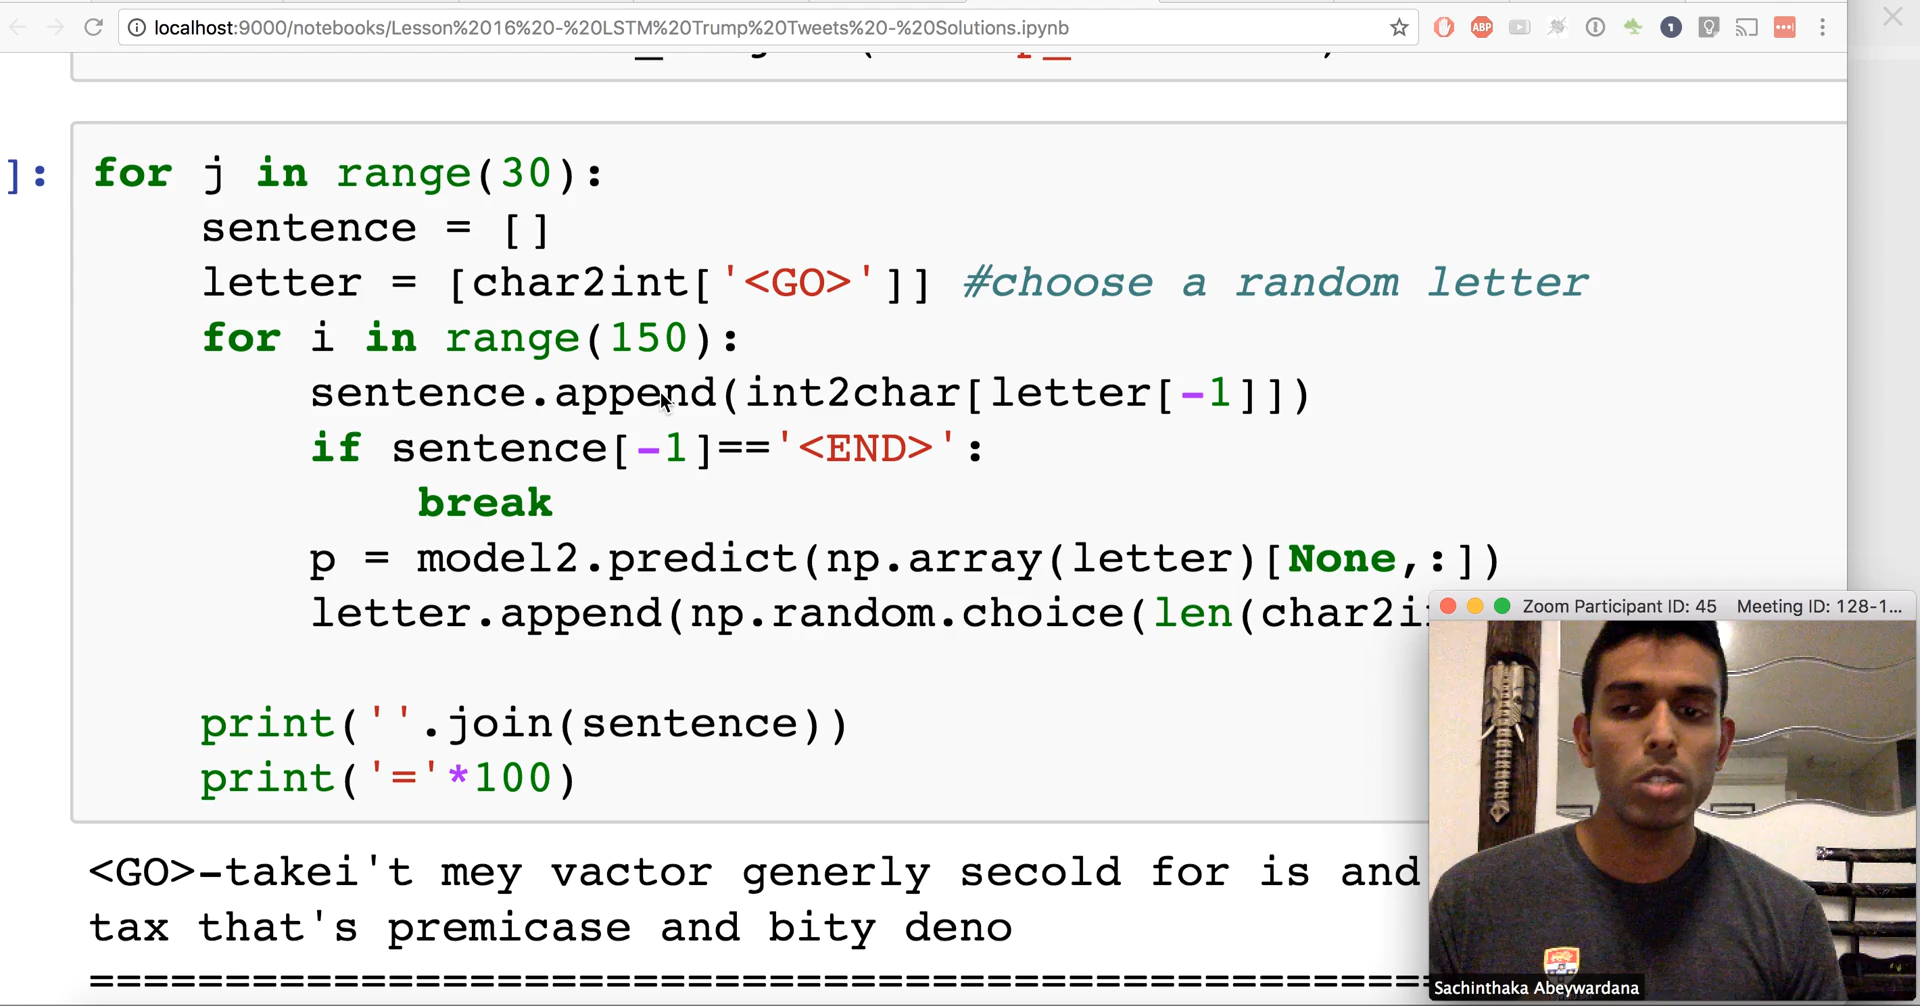 localhost:9000/notebooks/Lesson%2016%20-%20LSTM%20Trump%20Tweets%20-%20Solutions.ipynb
ABP
1
]:
for j in range(30):
sentence = []
letter = [char2int['<GO>']] #choose a random letter
for i in range(150):
sentence.append(int2char[letter[-1]])
if sentence[-1]=='<END>':
break
p = model2.predict(np.array(letter)[None,:])
letter.append(np.random.choice(len(char2i
print(''.join(sentence))
print('='*100)
<GO>-takei't mey vactor generly secold for is and
tax that's premicase and bity deno
==================================================
Zoom Participant ID: 45 Meeting ID: 128-1...
Sachinthaka Abeywardana